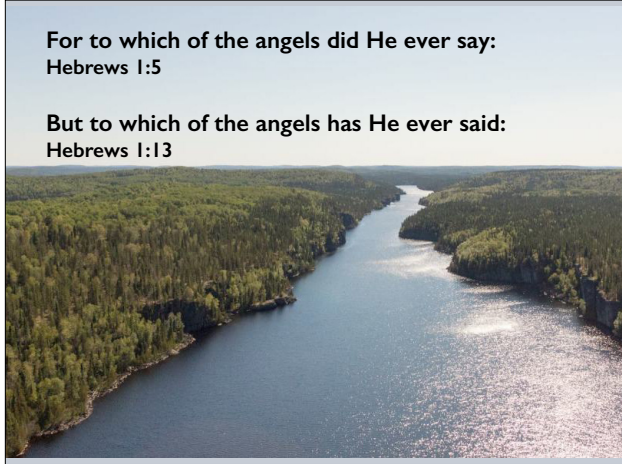 For to which of the angels did He ever say:
Hebrews 1:5
But to which of the angels has He ever said:
Hebrews 1:13